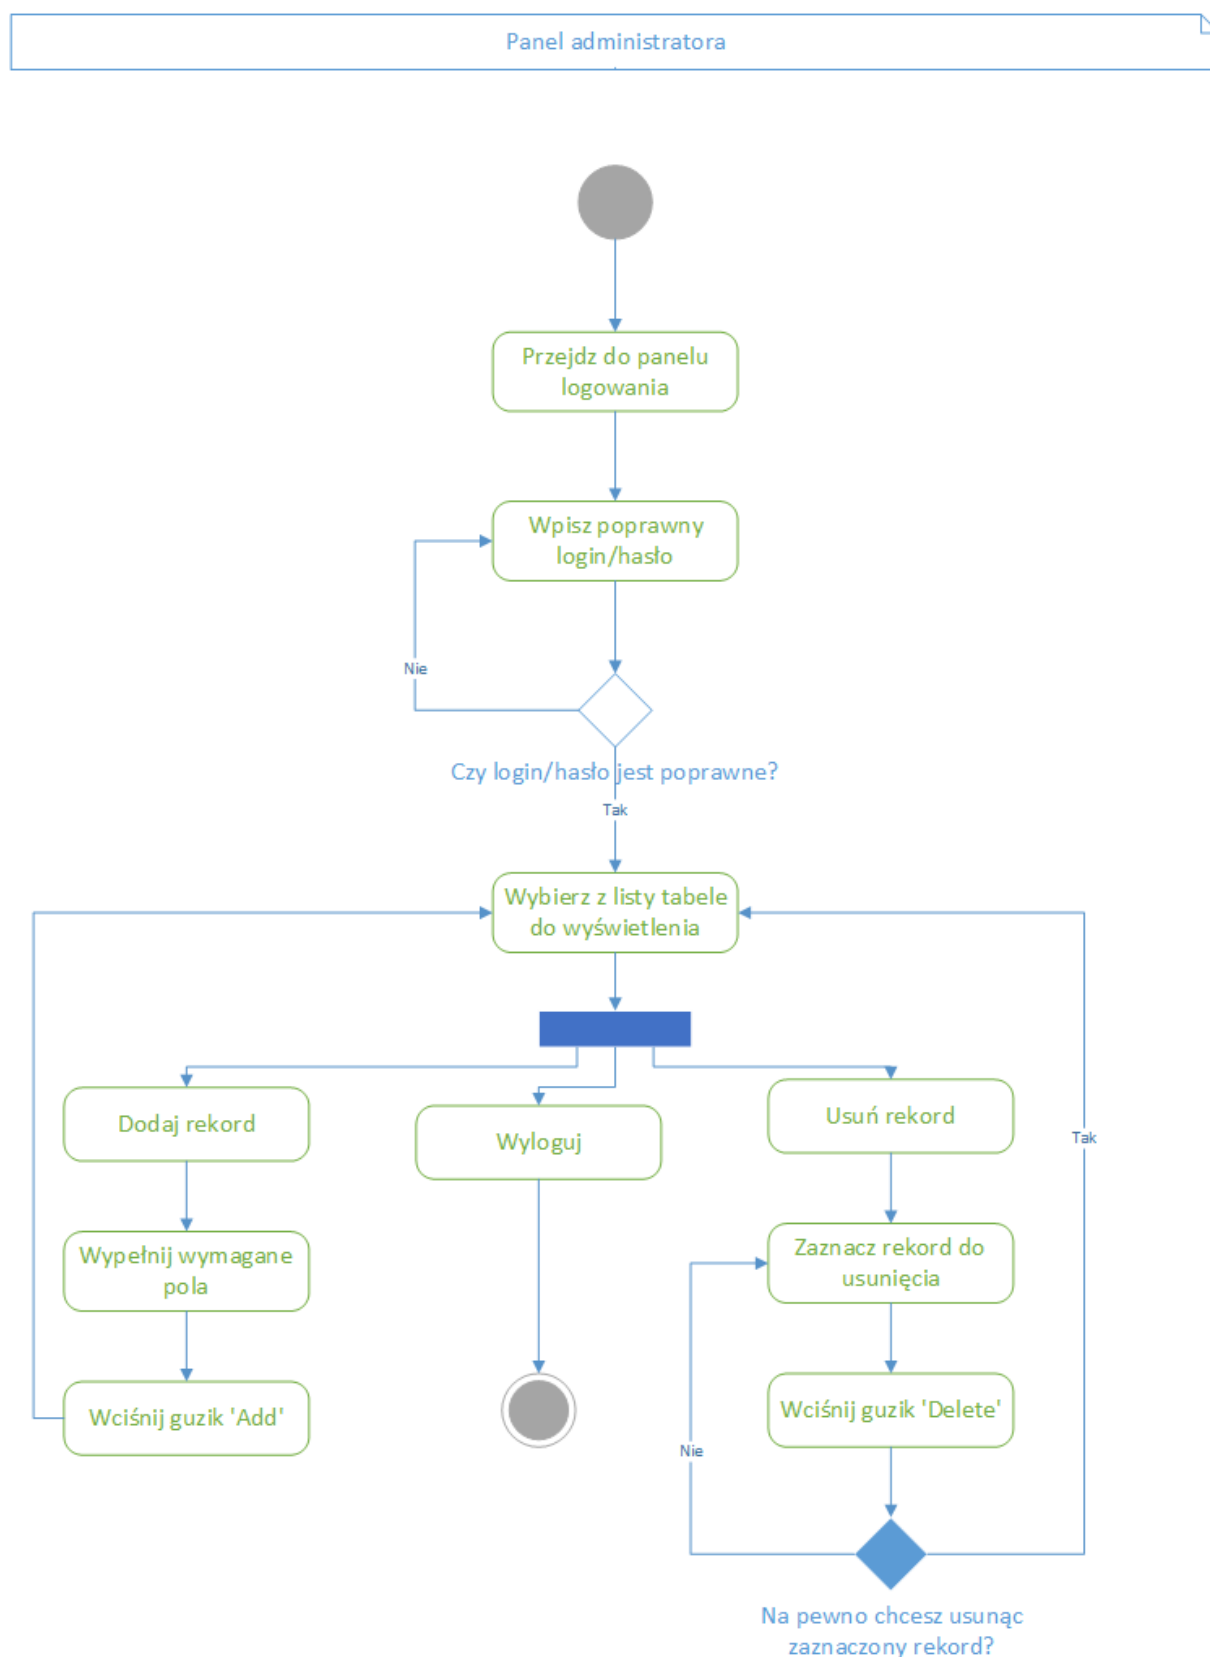 Panel administratora
Przejdz do panelu
logowania
Wpisz poprawny
login/hasło
Nie
Czy login/hasło jest poprawne?
Tak
Wybierz z listy tabele
do wyświetlenia
Dodaj rekord
Wyloguj
Usuń rekord
Tak
Wypełnij wymagane
pola
Zaznacz rekord do
usunięcia
Wciśnij guzik 'Add'
Wciśnij guzik 'Delete'
Nie
Na pewno chcesz usunąc
zaznaczony rekord?